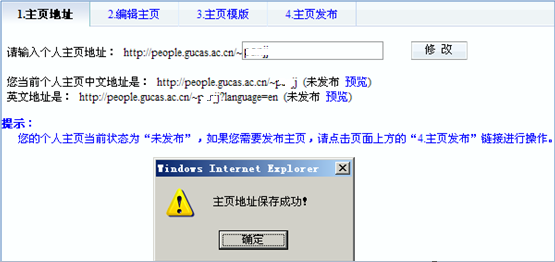 1.主页地址 2.编辑主页 3.主页模版 4.主页发布
请输入个人主页地址： http://people.gucas.ac.cn/~ 修 改
您当前个人主页中文地址是： http://people.gucas.ac.cn/~ (未发布 预览)
英文地址是： http://people.gucas.ac.cn/~ ?language=en (未发布 预览)
提示：
您的个人主页当前状态为“未发布”，如果您需要发布主页，请点击页面上方的“4.主页发布”链接进行操作。
Windows Internet Explorer
主页地址保存成功!
确定